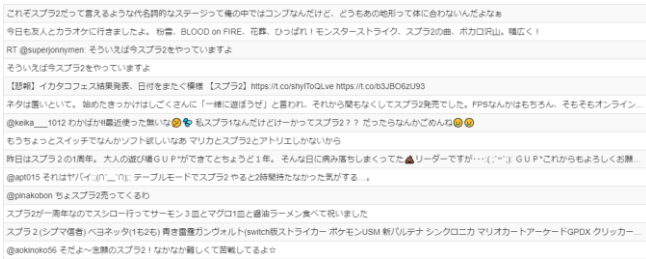 これぞスプラ2だって言えるような代名詞的なステージって俺の中ではコンブなんだけど、どうもあの地形って体に合わないんだよなぁ
今日も友人とカラオケに行きましたよ。 粉雪、BLOOD on FIRE、花葬、ひっぱれ！モンスターストライク、スプラ2の曲、ボカロ沢山。幅広く！
RT @superjonnymen: そういえば今スプラ2をやっていますよ
そういえば今スプラ2をやっていますよ
【悲報】イカタコフェス結果発表、日付をまたぐ模様 【スプラ2】https://t.co/shyIToQLve https://t.co/b3JBO6zU93
ネタは置いといて。 始めたきっかけはしごくさんに「一緒に遊ぼうぜ」と言われ、それから間もなくしてスプラ2発売でした。FPSなんかはもちろん、そもそもオンライン...
@keika___1012 わかばか!!最近使った無いな 私スプラ1なんだけどけーかってスプラ2？？ だったらなんかごめんね
もうちょっとスイッチでなんかソフト欲しいなあ マリカとスプラ2とアトリエしかないから
昨日はスプラ２の1周年。 大人の遊び場ＧＵＰ*ができてとちょうど１年。 そんな日に病み落ちしまくってた💩リーダーですが･･･:( ;´꒳`;): ＧＵＰ*これからもよろしくお願...
@apt015 それはヤバイ;;(∩´﹏`∩);: テーブルモードでスプラ2 やると2時間持たなかった気がする…。
@pinakobon ちょスプラ2売ってくるわ
スプラ2が一周年なのでスシロー行ってサーモン３皿とマグロ1皿と醤油ラーメン食べて祝いました
スプラ２(シプマ信者) ベヨネッタ(1も2も) 青き雷霆ガンヴォルト(switch版ストライカー ポケモンUSM 新パルテナ シンクロニカ マリオカートアーケードGPDX クリッカー...
@aokinoko56 そだよ～念願のスプラ2！なかなか難しくて苦戦してるよ☆